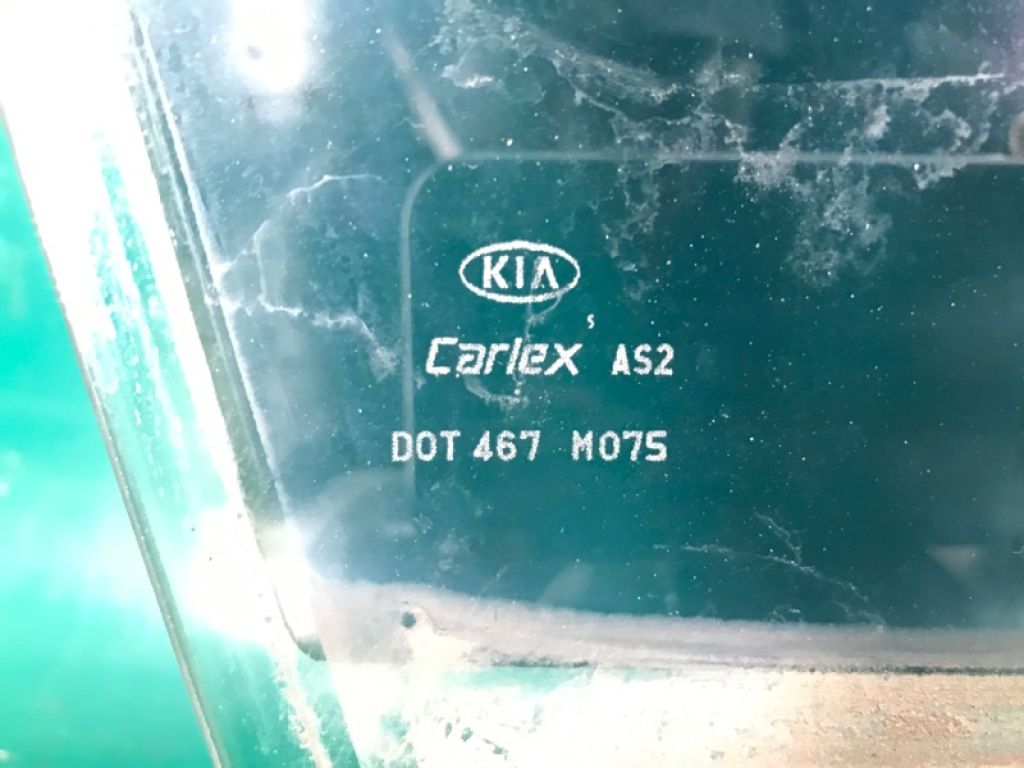 KIA
s
Carlex AS2
DOT 467 M075